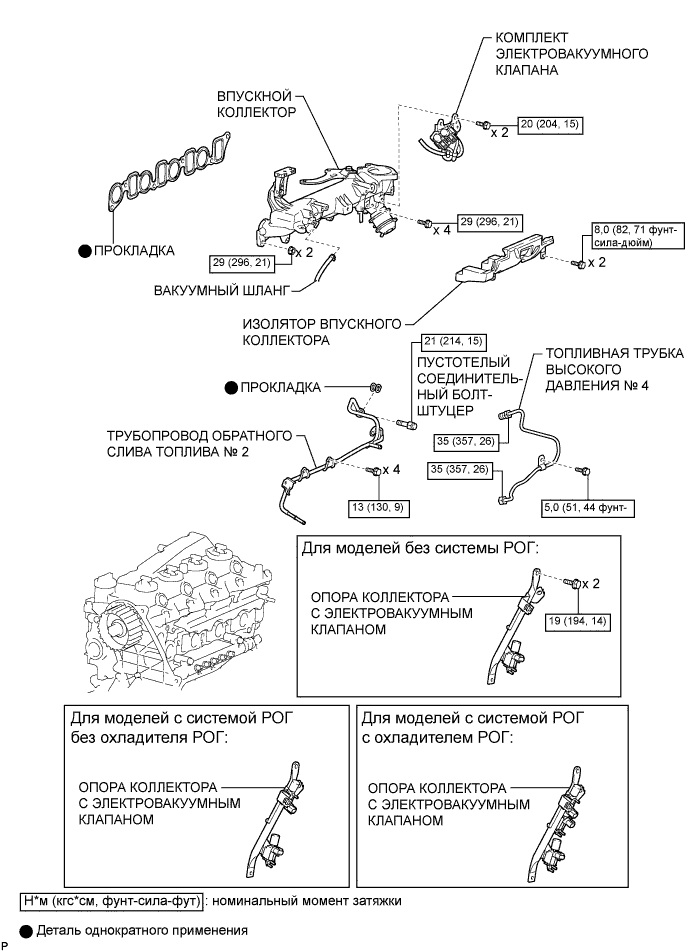 КОМПЛЕКТ
ЭЛЕКТРОВАКУУМНОГО
КЛАПАНА
ВПУСКНОЙ
КОЛЛЕКТОР
x 2
20 (204, 15)
x 4
29 (296, 21)
8,0 (82, 71 фунт-
сила-дюйм)
x 2
ПРОКЛАДКА
x 2
29 (296, 21)
ВАКУУМНЫЙ ШЛАНГ
ИЗОЛЯТОР ВПУСКНОГО
КОЛЛЕКТОРА
21 (214, 15)
ПУСТОТЕЛЫЙ
СОЕДИНИТЕЛЬ-
НЫЙ БОЛТ-
ШТУЦЕР
ТОПЛИВНАЯ ТРУБКА
ВЫСОКОГО
ДАВЛЕНИЯ № 4
ПРОКЛАДКА
ТРУБОПРОВОД ОБРАТНОГО
СЛИВА ТОПЛИВА № 2
35 (357, 26)
35 (357, 26)
x 4
13 (130, 9)
5,0 (51, 44 фунт-
Для моделей без системы РОГ:
ОПОРА КОЛЛЕКТОРА
С ЭЛЕКТРОВАКУУМНЫМ
КЛАПАНОМ
x 2
19 (194, 14)
Для моделей с системой РОГ
без охладителя РОГ:
ОПОРА КОЛЛЕКТОРА
С ЭЛЕКТРОВАКУУМНЫМ
КЛАПАНОМ
Для моделей с системой РОГ
с охладителем РОГ:
ОПОРА КОЛЛЕКТОРА
С ЭЛЕКТРОВАКУУМНЫМ
КЛАПАНОМ
Н*м (кгс*см, фунт-сила-фут) : номинальный момент затяжки
Деталь однократного применения
P